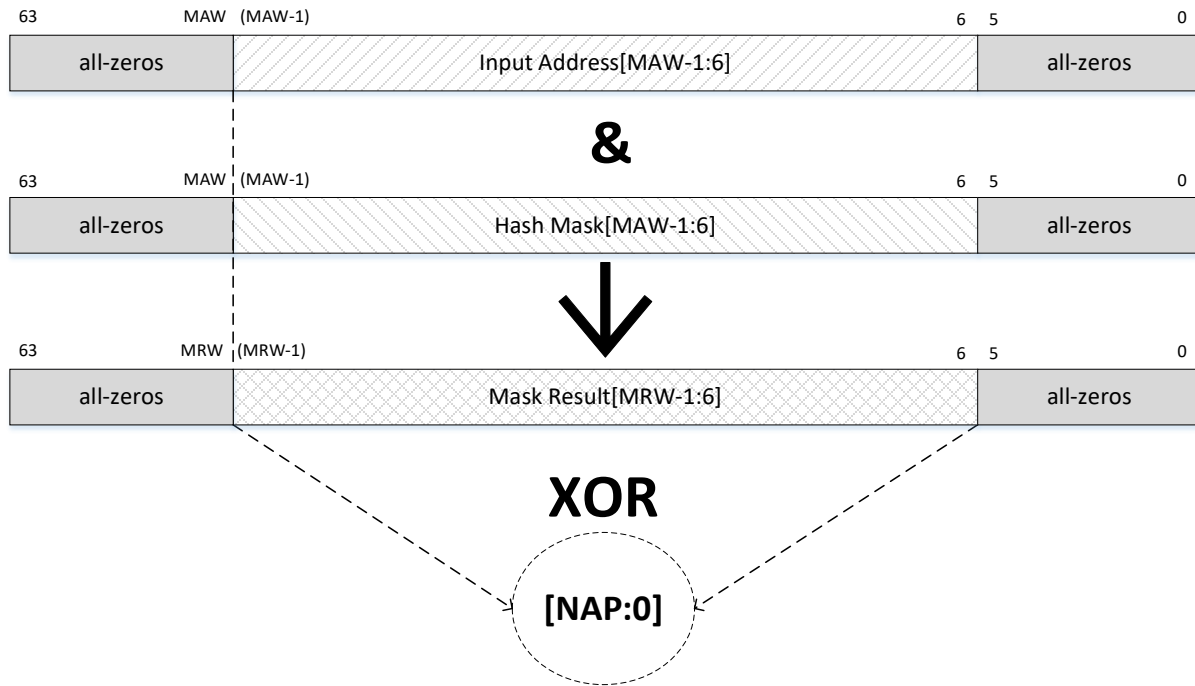 63 MAW (MAW-1) 6 5 0
all-zeros Input Address[MAW-1:6] all-zeros
&
63 MAW (MAW-1) 6 5 0
all-zeros Hash Mask[MAW-1:6] all-zeros
63 MRW (MRW-1) 6 5 0
all-zeros Mask Result[MRW-1:6] all-zeros
XOR
[NAP:0]